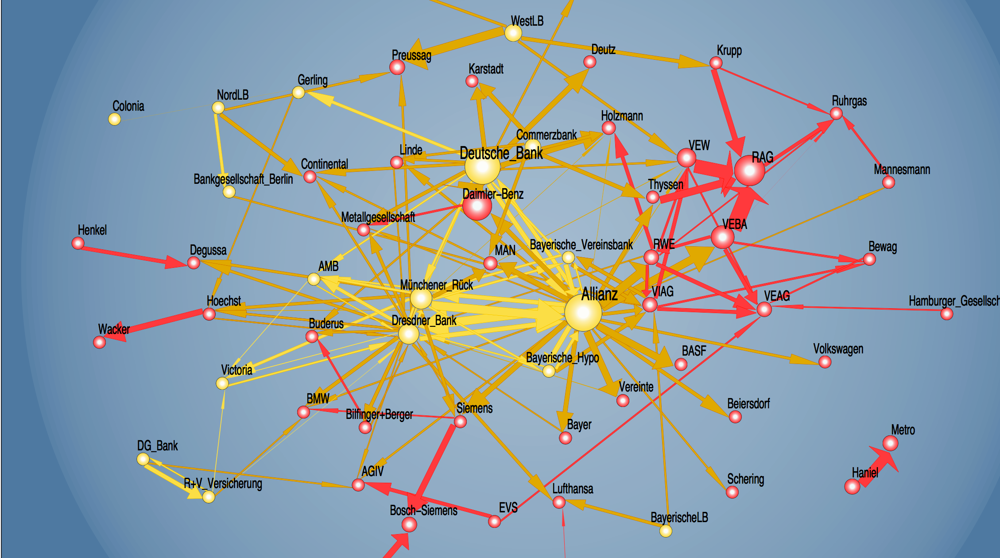 WestLB
Deutz
Krupp
Preussag
Karstadt
Gerling
NordLB
Ruhrgas
Colonia
Holzmann
Commerzbank
VEW
Linde
Deutsche_Bank
RAG
Continental
Mannesmann
Bankgesellschaft_Berlin
Thyssen
Daimler–Benz
Metallgesellschaft
VEBA
Henkel
Bayerische_Vereinsbank
RWE
Bewag
Degussa
MAN
AMB
Münchener_Rück
Allianz
VIAG
VEAG
Hoechst
Hamburger_Gesellsch
Dresdner_Bank
Buderus
Wacker
BASF
Volkswagen
Bayerische_Hypo
Victoria
Vereinte
BMW
Beiersdorf
Siemens
Bilfinger+Berger
Bayer
Metro
DG_Bank
AGIV
Haniel
R+V_Versicherung
Schering
Lufthansa
EVS
Bosch–Siemens
BayerischeLB